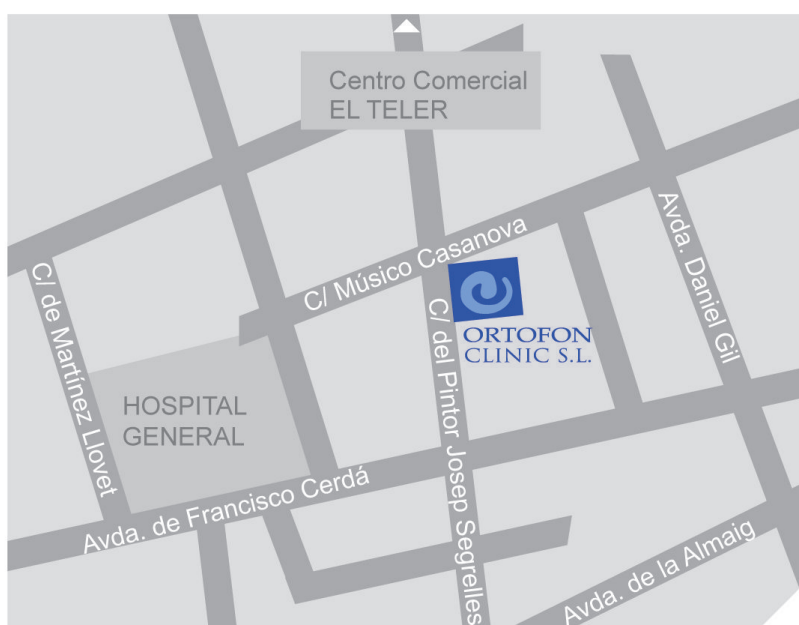 Centro Comercial
EL TELER
C/ Músico Casanova
Avda. Daniel Gil
C/ de Martínez Llovet
C/ del Pintor Josep Segrelles
ORTOFON
CLINIC S.L.
HOSPITAL
GENERAL
Avda. de Francisco Cerdá
Avda. de la Almaig